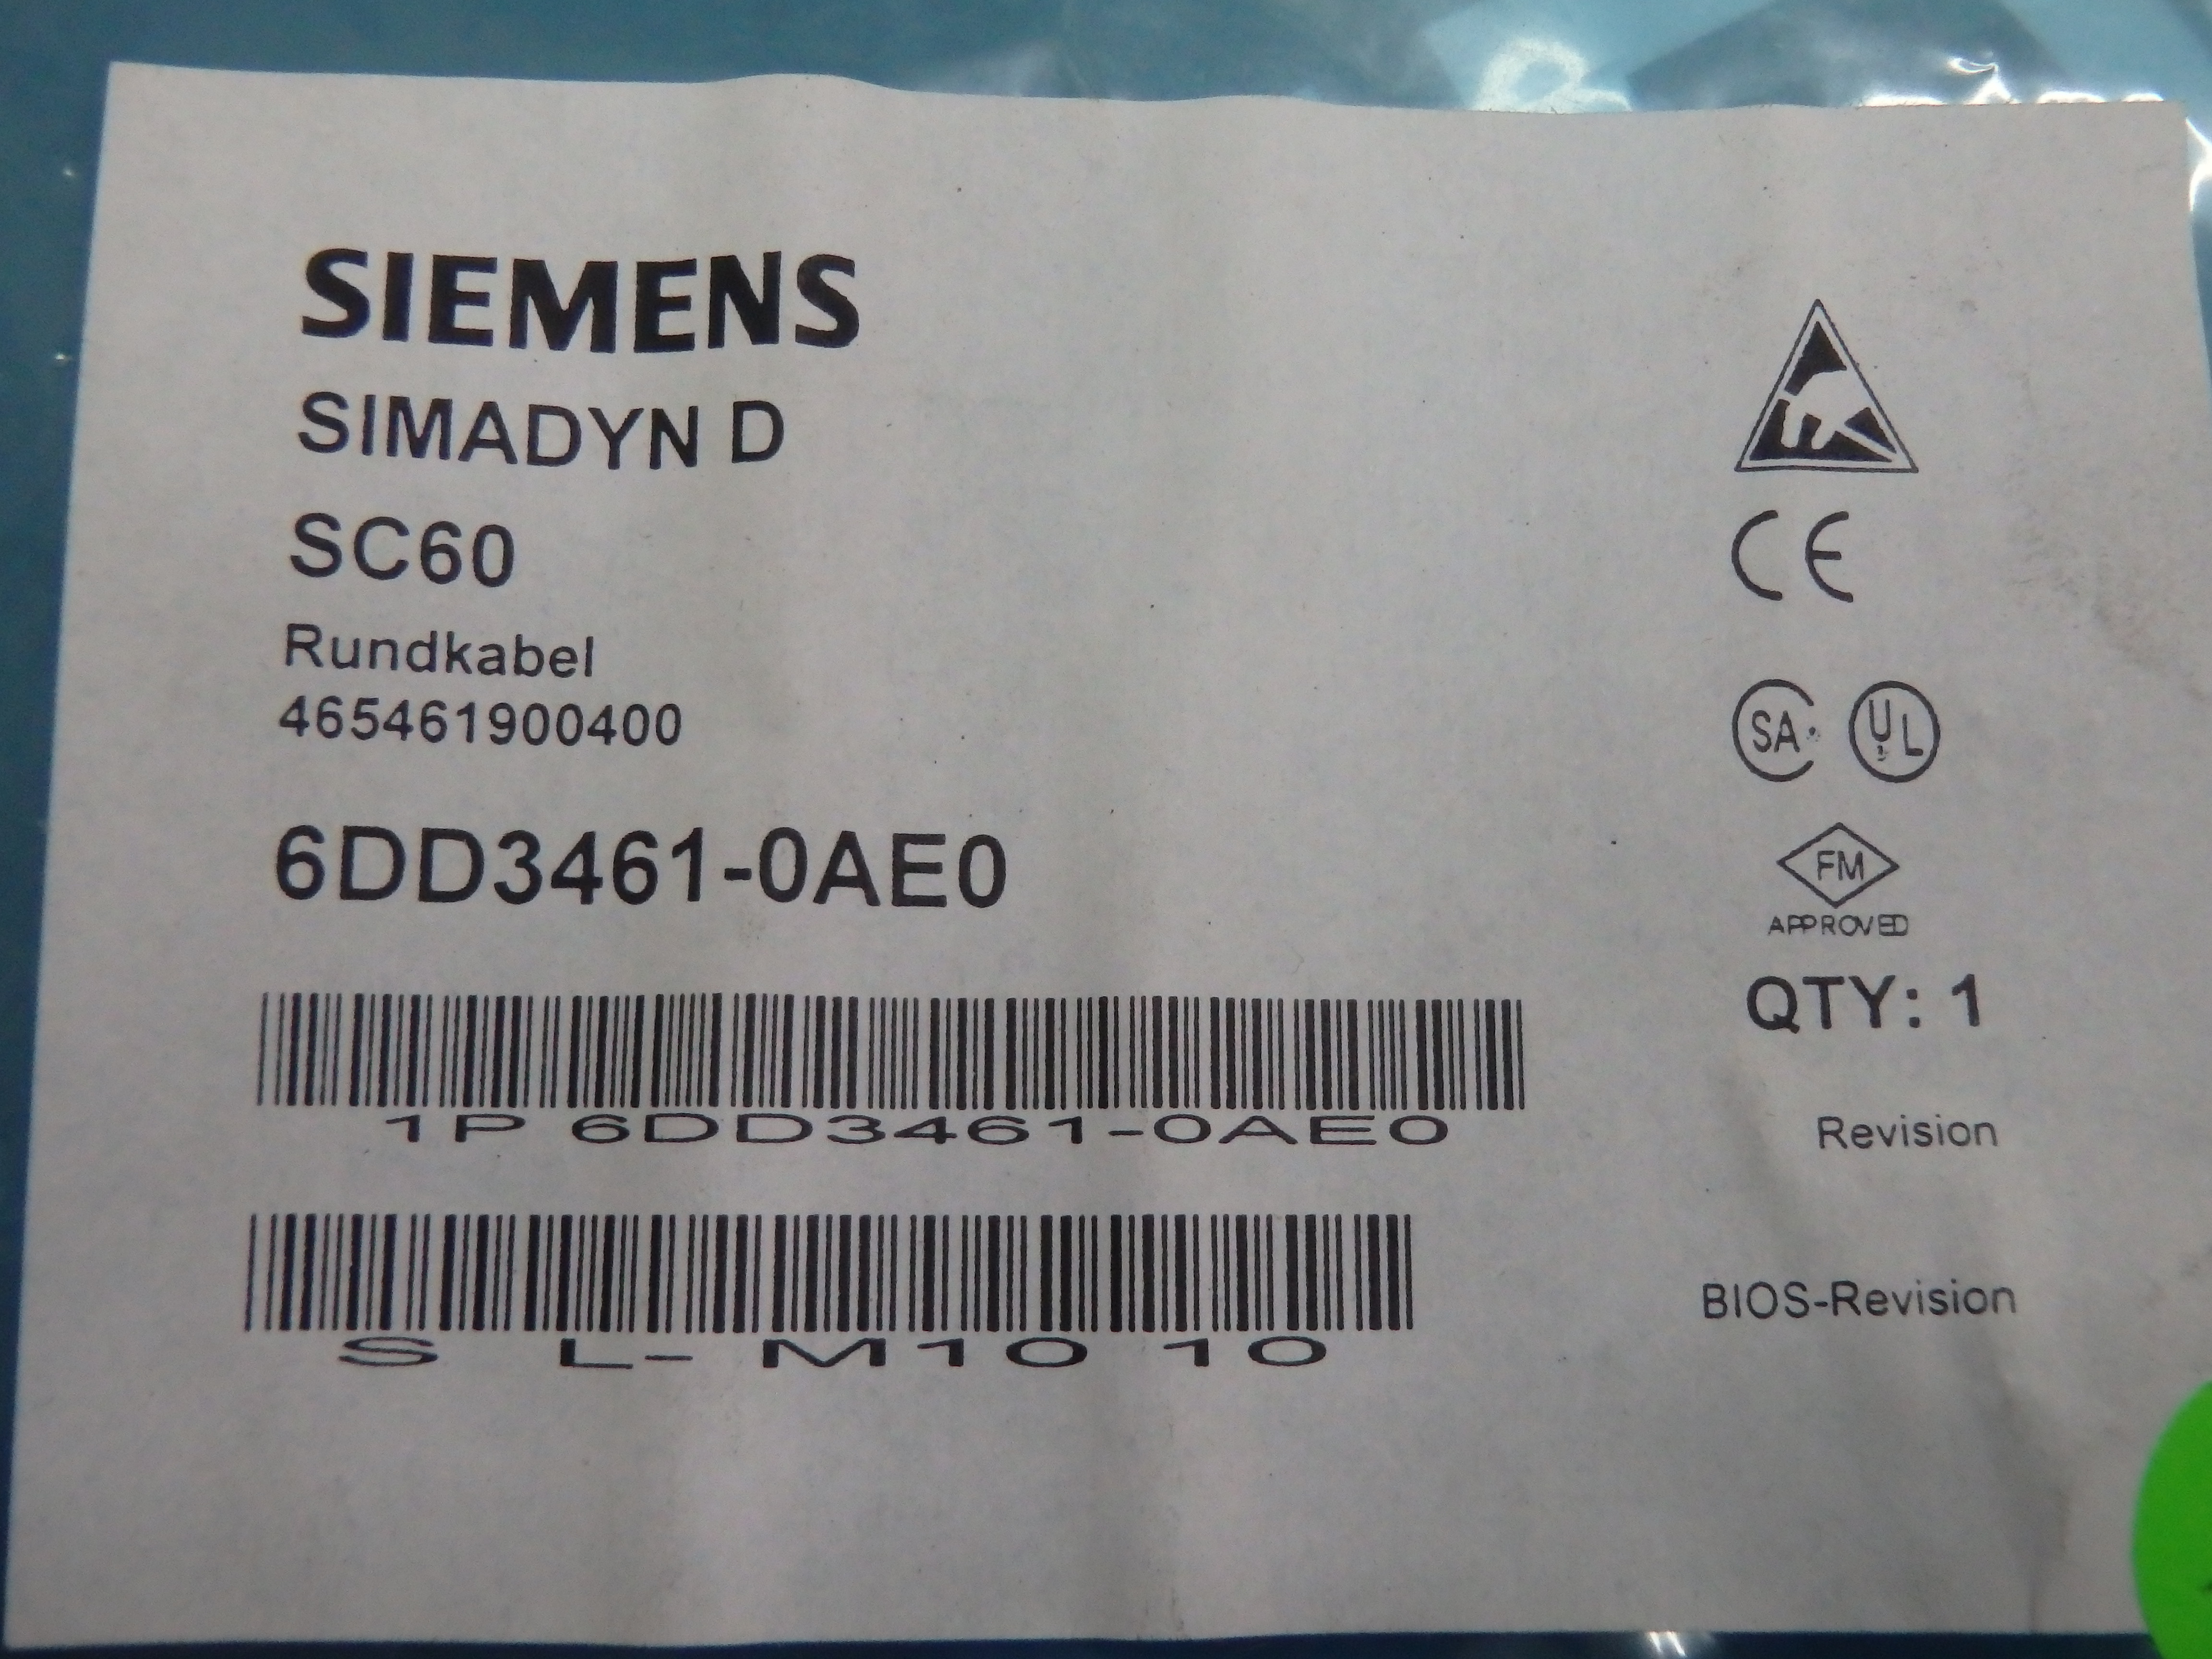 SIEMENS
SIMADYN D
SC60
Rundkabel
465461900400
6DD3461-0AE0
1P 6DD3461-0AE0
S L- M10 10
CE
SA
UL
FM
APPROVED
QTY: 1
Revision
BIOS-Revision